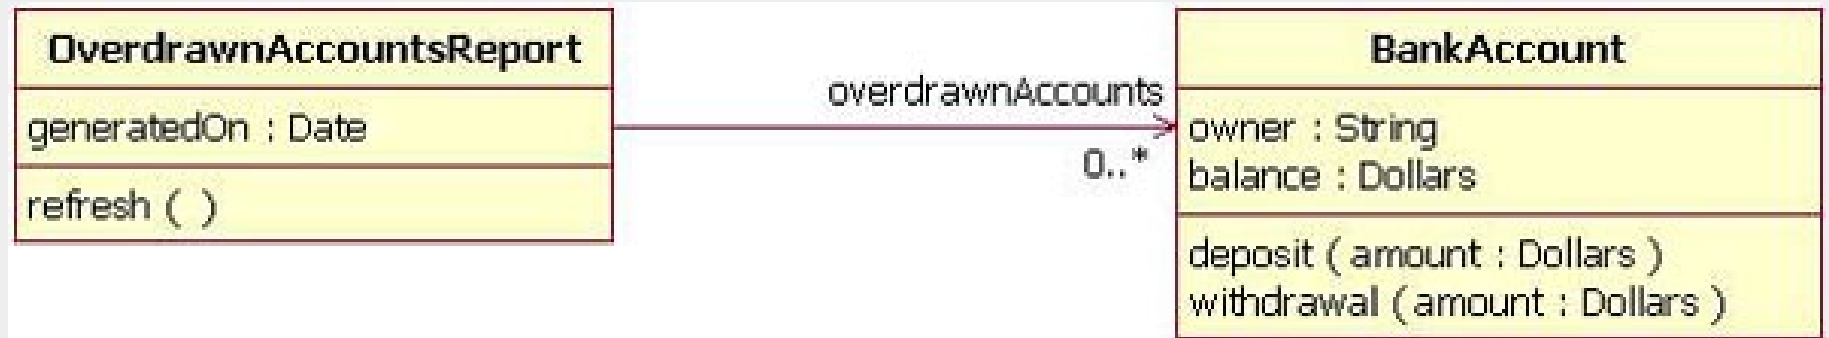 OverdrawnAccountsReport
generatedOn : Date
refresh ( )
overdrawnAccounts
0..*
BankAccount
owner : String
balance : Dollars
deposit ( amount : Dollars )
withdrawal ( amount : Dollars )